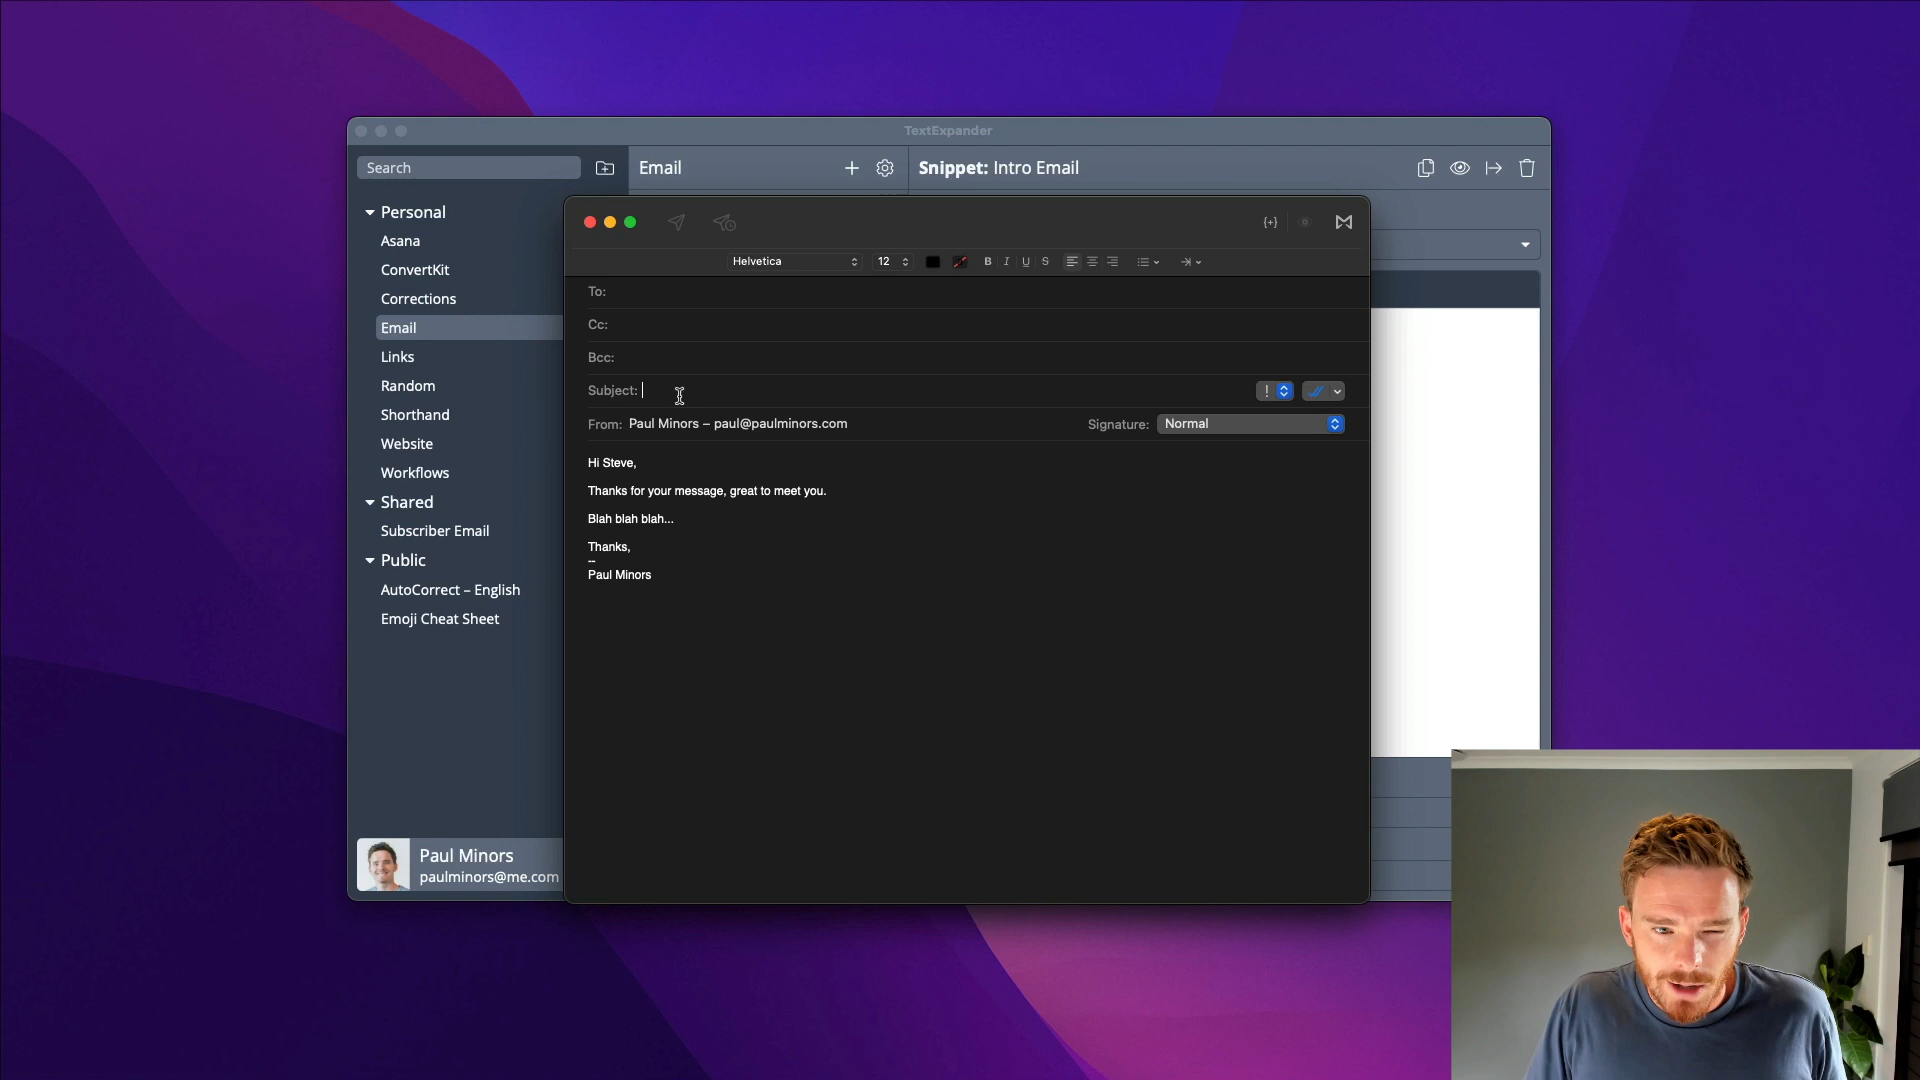 TextExpander
Search
Email
Snippet: Intro Email
Personal
Asana
ConvertKit
Corrections
Email
Links
Random
Shorthand
Website
Workflows
Shared
Subscriber Email
Public
AutoCorrect – English
Emoji Cheat Sheet
Paul Minors
paulminors@me.com
Helvetica
12
B I U S
To:
Cc:
Bcc:
Subject:
!
From: Paul Minors – paul@paulminors.com
Signature: Normal
Hi Steve,
Thanks for your message, great to meet you.
Blah blah blah...
Thanks,
--
Paul Minors